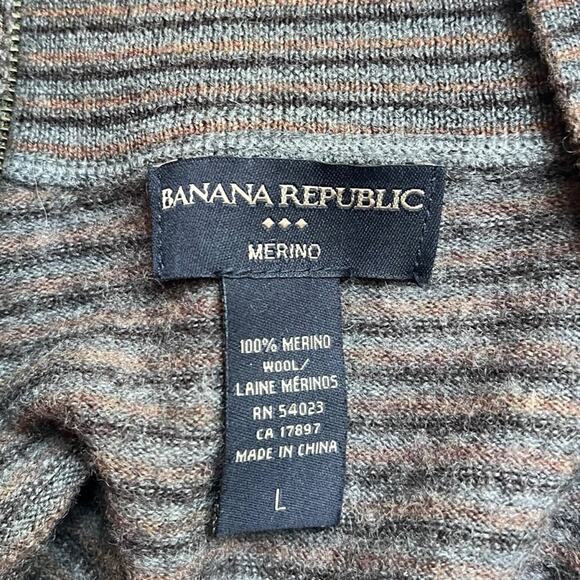 BANANA REPUBLIC
MERINO
100% MERINO
WOOL/
LAINE MÉRINOS
RN 54023
CA 17897
MADE IN CHINA
L